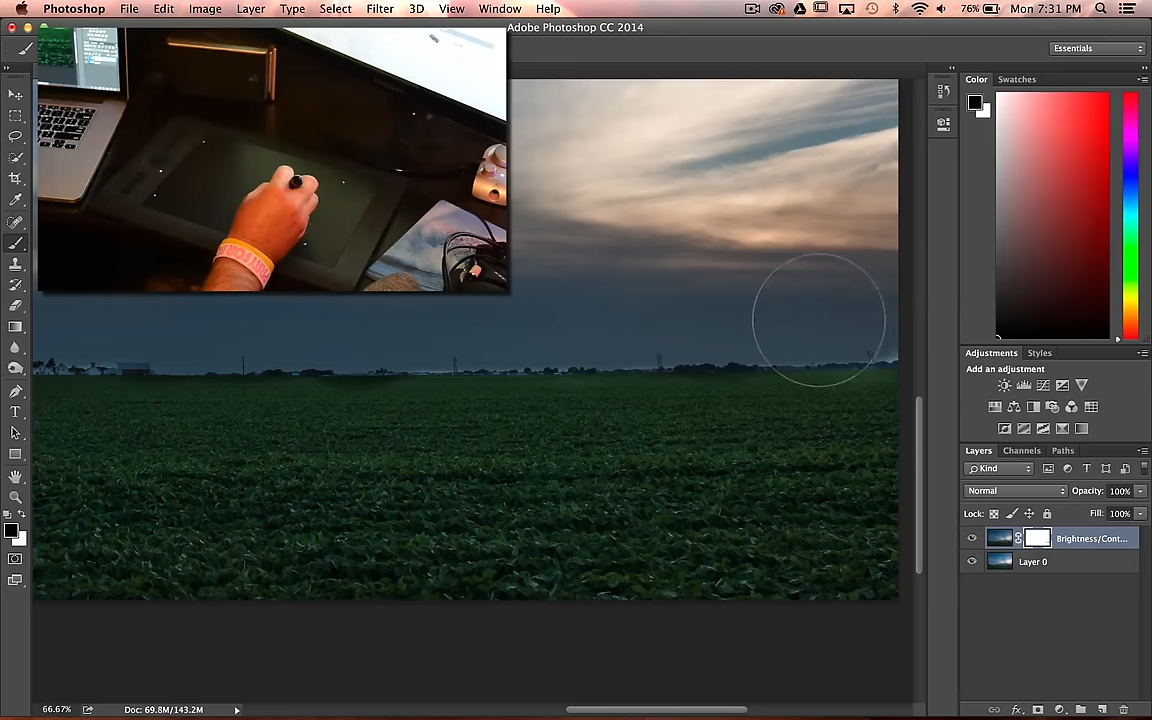 Photoshop File Edit Image Layer Type Select Filter 3D View Window Help 76% Mon 7:31 PM
Adobe Photoshop CC 2014
Essentials
Color Swatches
Adjustments Styles
Add an adjustment
Layers Channels Paths
Kind
Normal Opacity: 100%
Lock: Fill: 100%
Brightness/Cont...
Layer 0
66.67% Doc: 69.8M/143.2M